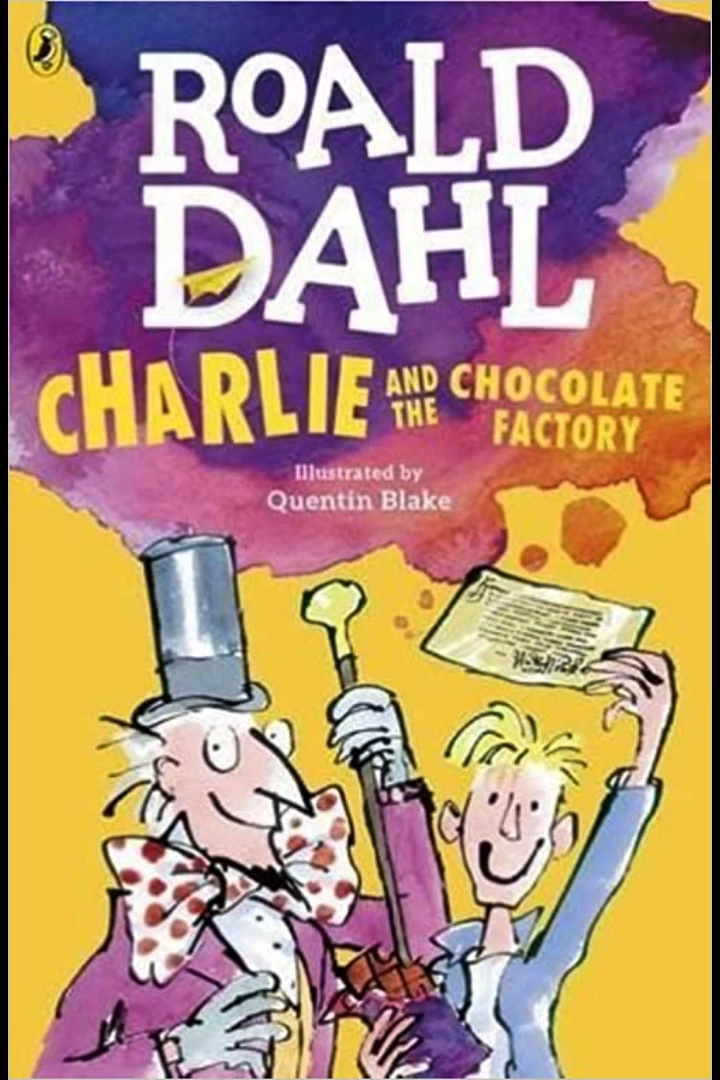 ROALD
DAHL
CHARLIE AND THE CHOCOLATE FACTORY
Illustrated by
Quentin Blake